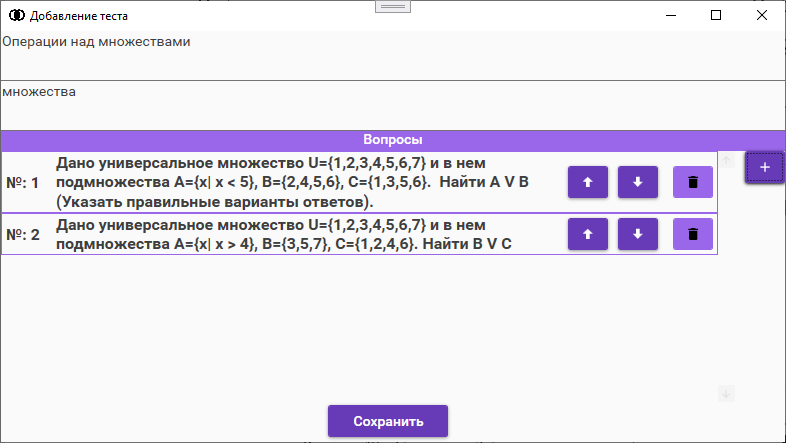 Добавление теста
Операции над множествами
множества
Вопросы
№: 1
Дано универсальное множество U={1,2,3,4,5,6,7} и в нем
подмножества A={x| x < 5}, B={2,4,5,6}, C={1,3,5,6}.  Найти A V B
(Указать правильные варианты ответов).
№: 2
Дано универсальное множество U={1,2,3,4,5,6,7} и в нем
подмножества A={x| x > 4}, B={3,5,7}, C={1,2,4,6}. Найти B V C
Сохранить